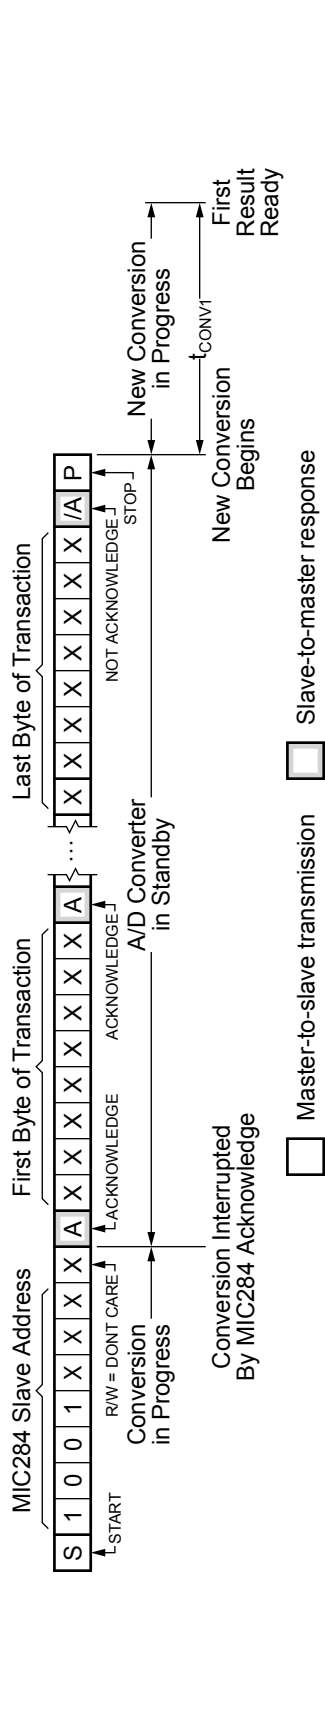 MIC284 Slave Address
First Byte of Transaction
Last Byte of Transaction
S 1 0 0 1 X X X X A X X X X X X X X A ... X X X X X X X X /A P
START
R/W = DON'T CARE
ACKNOWLEDGE
ACKNOWLEDGE
NOT ACKNOWLEDGE
STOP
Conversion
in Progress
A/D Converter
in Standby
New Conversion
in Progress
tCONV1
Conversion Interrupted
By MIC284 Acknowledge
New Conversion
Begins
First
Result
Ready
Master-to-slave transmission
Slave-to-master response